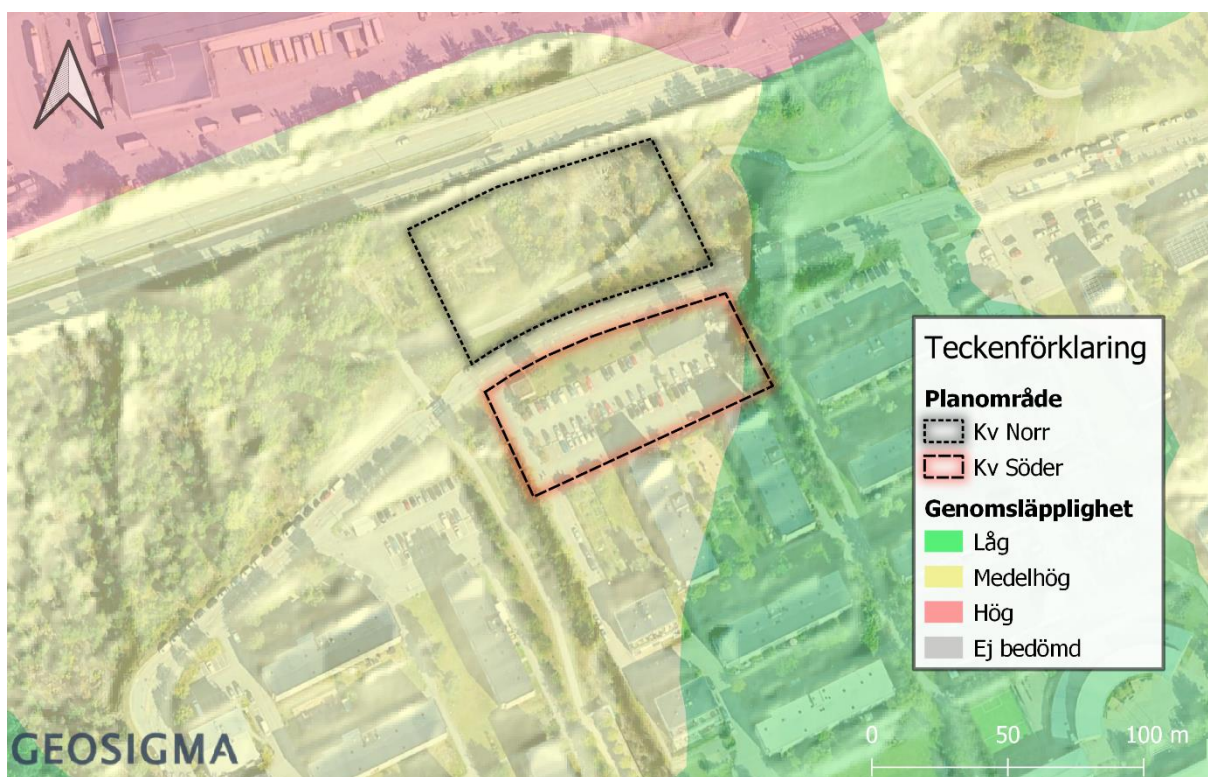 Teckenförklaring
Planområde
Kv Norr
Kv Söder
Genomsläpplighet
Låg
Medelhög
Hög
Ej bedömd
GEOSIGMA
0 50 100 m